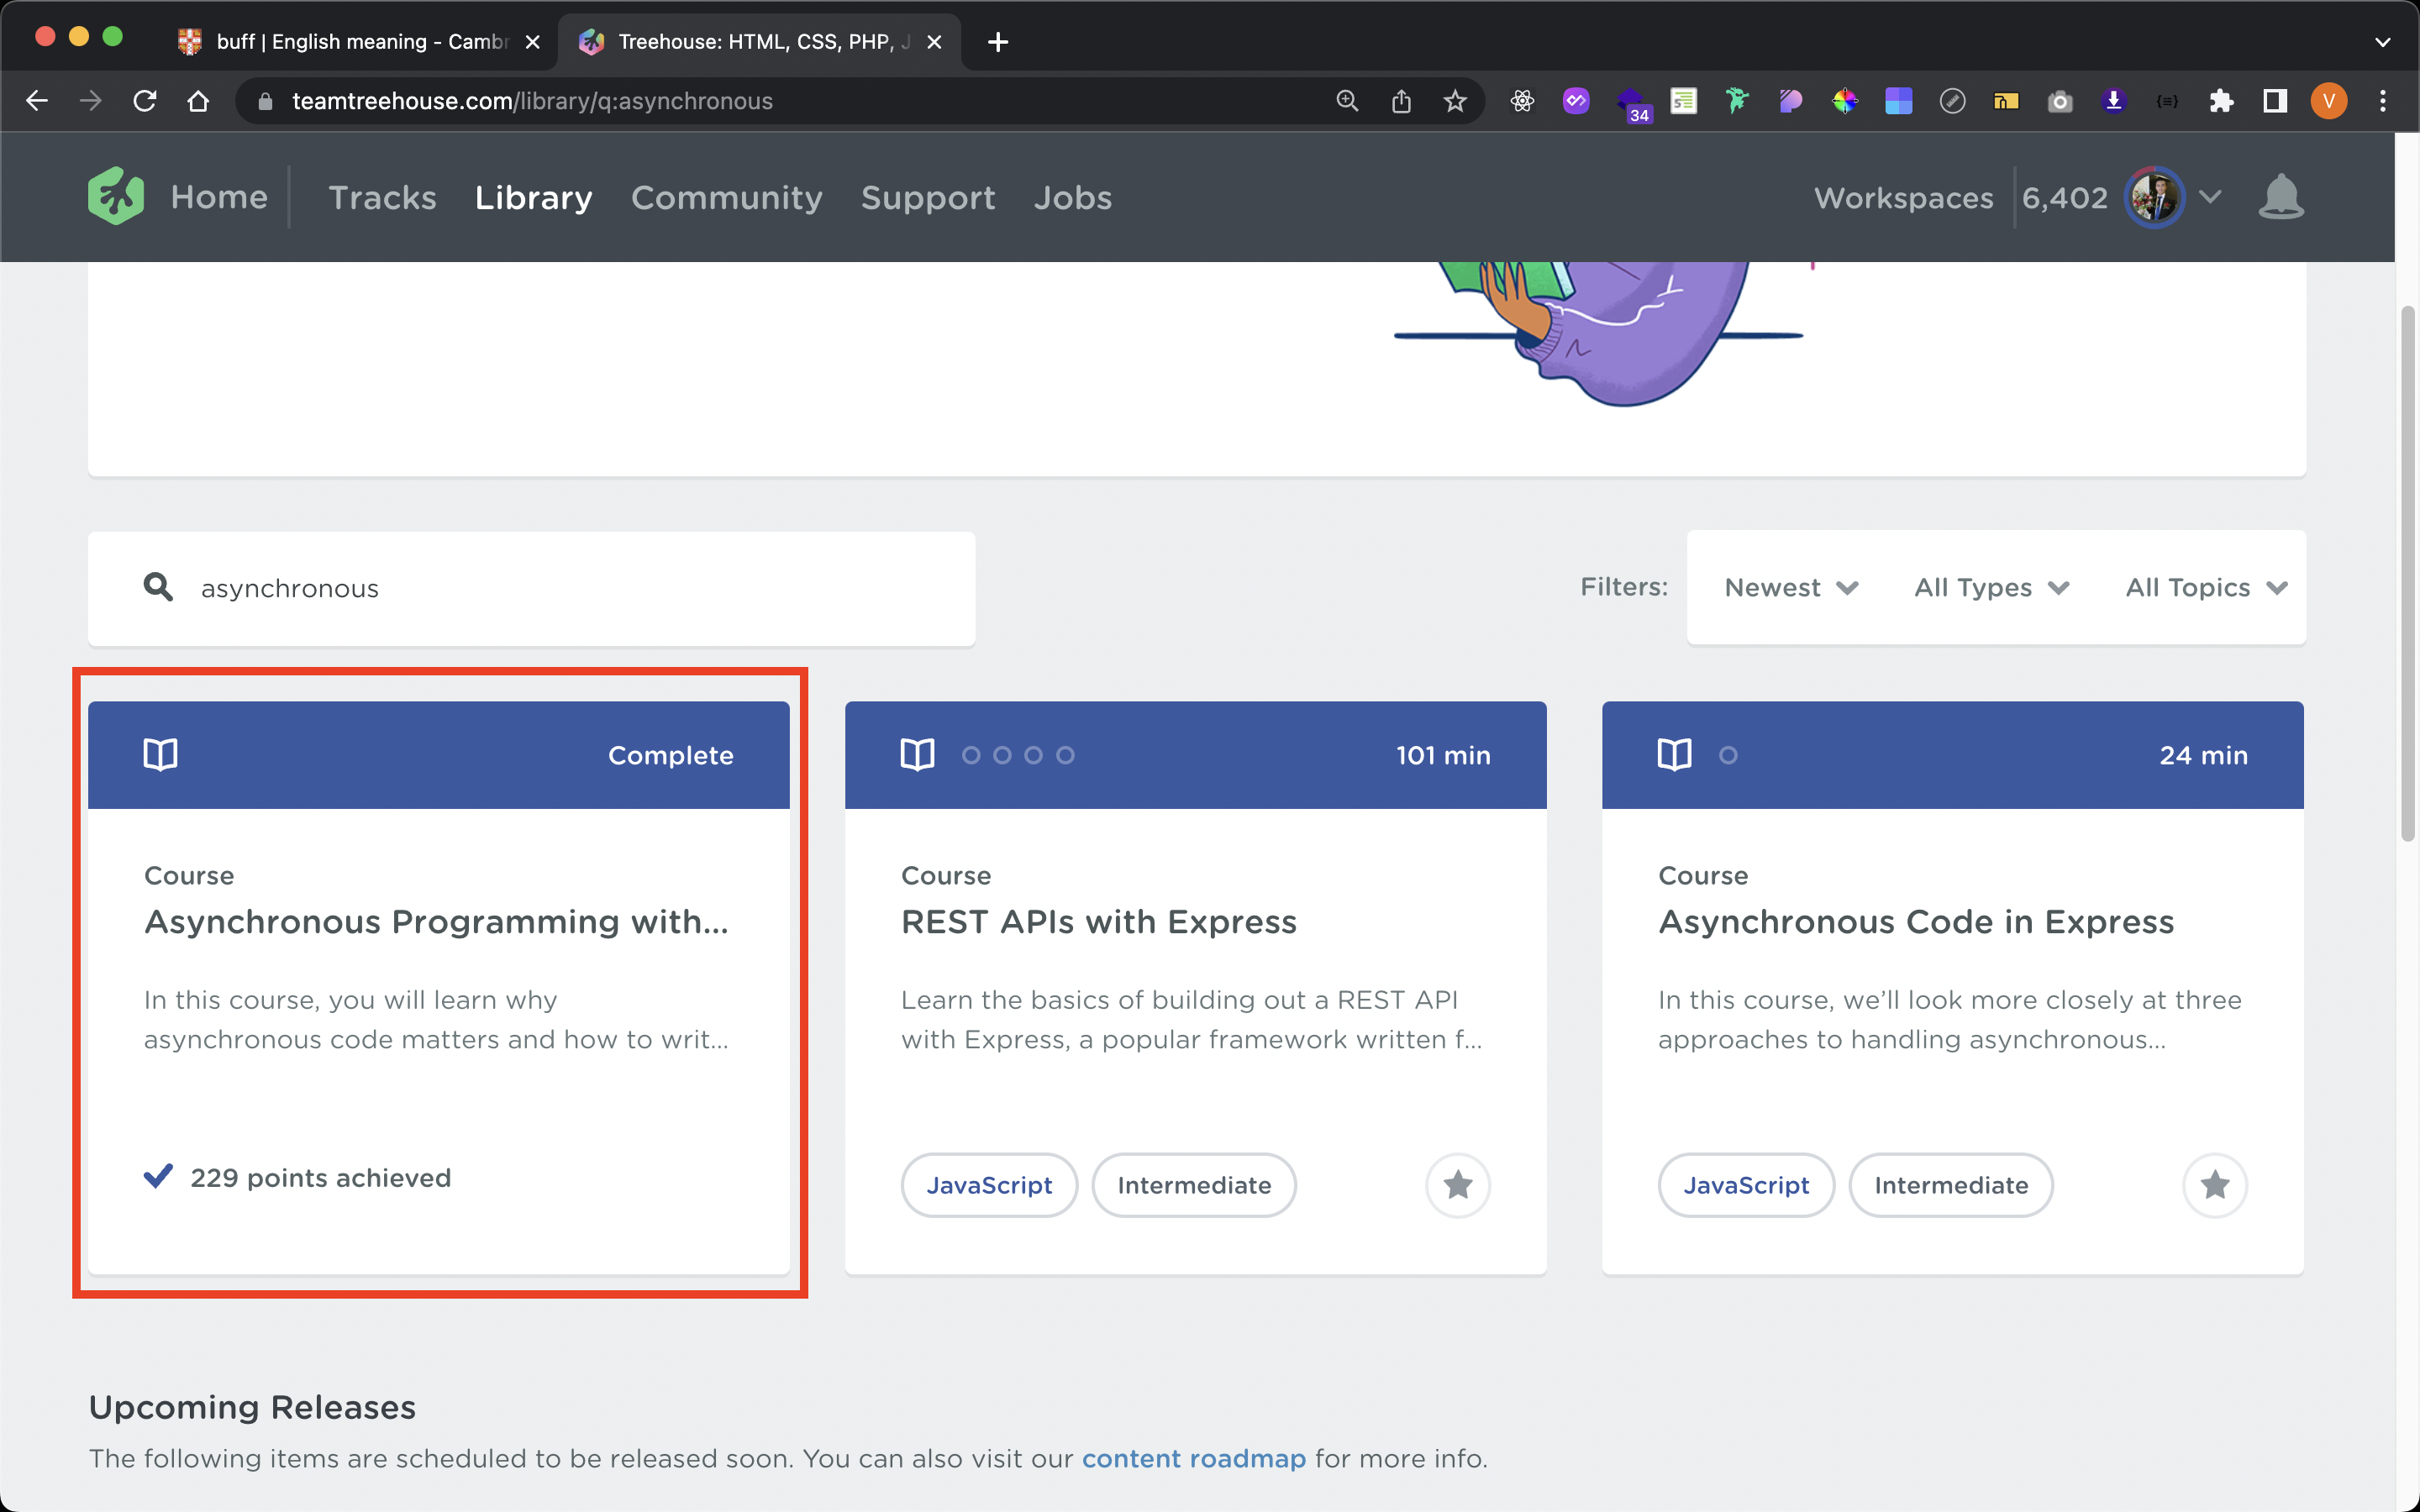 buff | English meaning - Camb
Treehouse: HTML, CSS, PHP, J
teamtreehouse.com/library/q:asynchronous
34
V
Home
Tracks
Library
Community
Support
Jobs
Workspaces
6,402
asynchronous
Filters:
Newest
All Types
All Topics
Complete
Course
Asynchronous Programming with...
In this course, you will learn why
asynchronous code matters and how to writ...
229 points achieved
101 min
Course
REST APIs with Express
Learn the basics of building out a REST API
with Express, a popular framework written f...
JavaScript
Intermediate
24 min
Course
Asynchronous Code in Express
In this course, we’ll look more closely at three
approaches to handling asynchronous...
JavaScript
Intermediate
Upcoming Releases
The following items are scheduled to be released soon. You can also visit our content roadmap for more info.